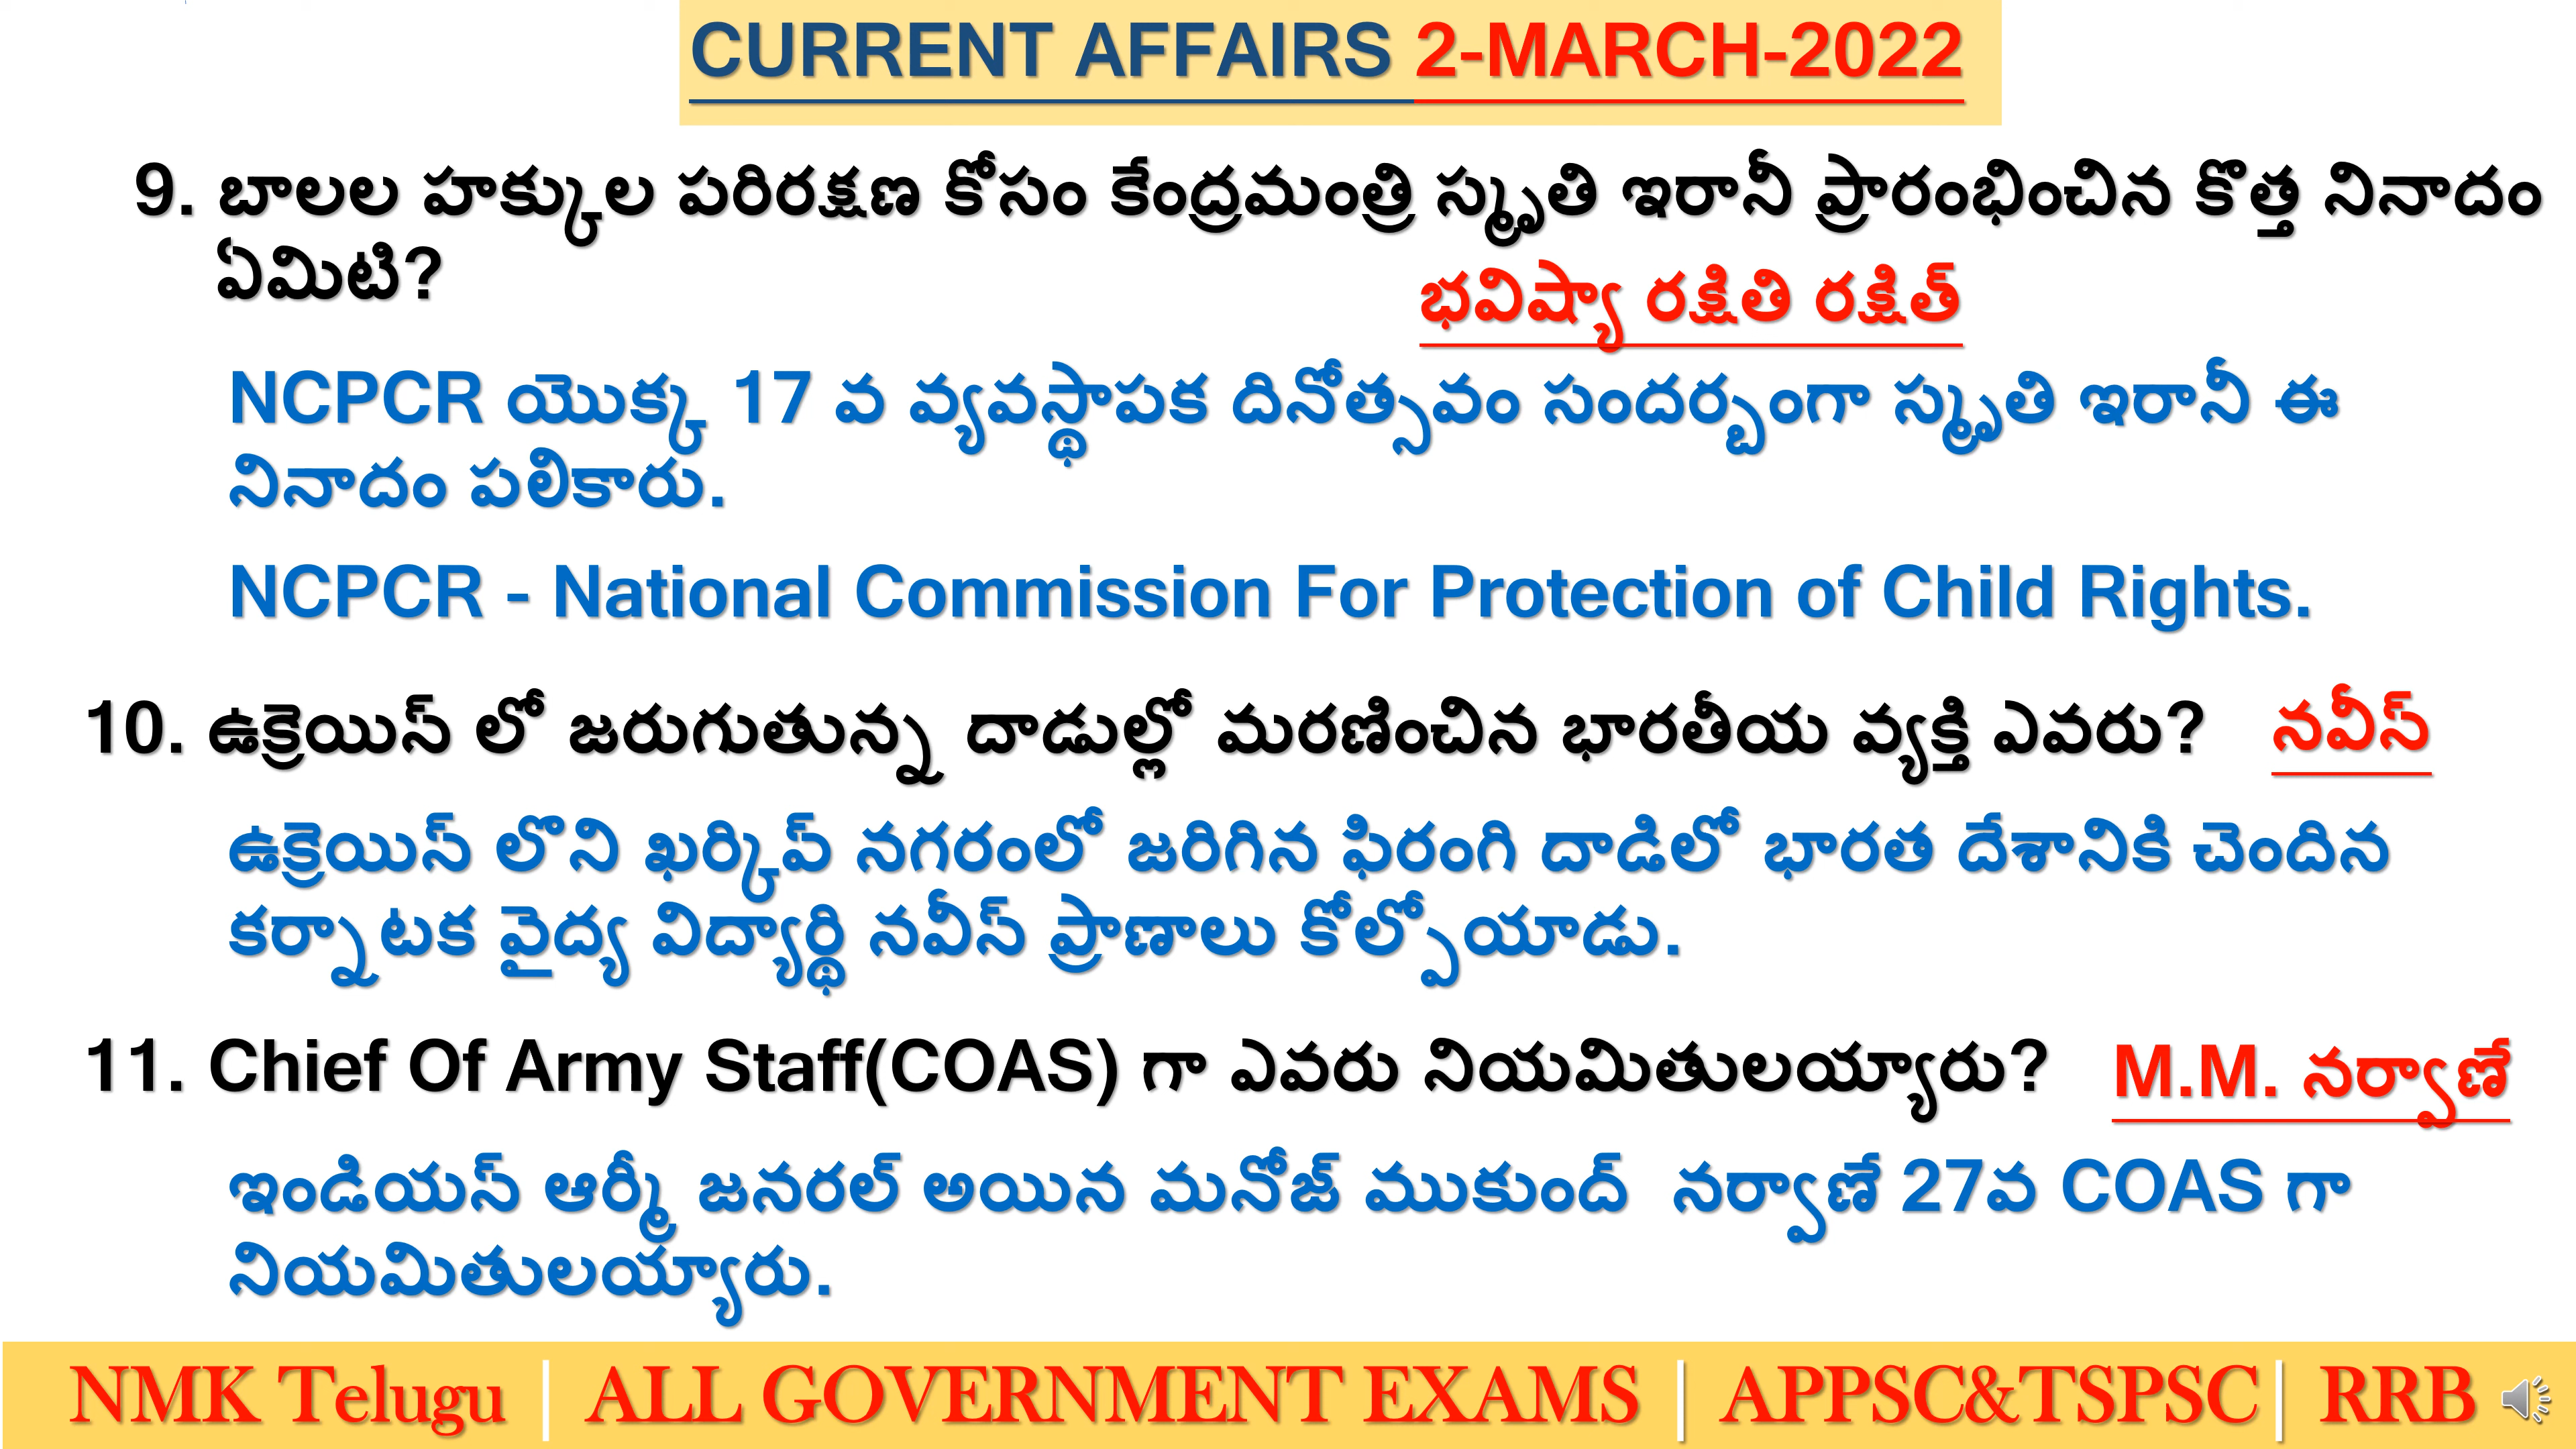 CURRENT AFFAIRS 2-MARCH-2022
9. బాలల హక్కుల పరిరక్షణ కోసం కేంద్రమంత్రి స్మృతి ఇరానీ ప్రారంభించిన కొత్త నినాదం
ఏమిటి?
భవిష్యా రక్షితి రక్షిత్
NCPCR యొక్క 17 వ వ్యవస్థాపక దినోత్సవం సందర్బంగా స్మృతి ఇరానీ ఈ
నినాదం పలికారు.
NCPCR - National Commission For Protection of Child Rights.
10. ఉక్రెయిన్ లో జరుగుతున్న దాడుల్లో మరణించిన భారతీయ వ్యక్తి ఎవరు? నవీన్
ఉక్రెయిన్ లొని ఖర్కివ్ నగరంలో జరిగిన ఫిరంగి దాడిలో భారత దేశానికి చెందిన
కర్నాటక వైద్య విద్యార్థి నవీన్ ప్రాణాలు కోల్పోయాడు.
11. Chief Of Army Staff(COAS) గా ఎవరు నియమితులయ్యారు? M.M. నర్వాణే
ఇండియన్ ఆర్మీ జనరల్ అయిన మనోజ్ ముకుంద్ నర్వాణే 27వ COAS గా
నియమితులయ్యారు.
NMK Telugu | ALL GOVERNMENT EXAMS | APPSC&TSPSC | RRB